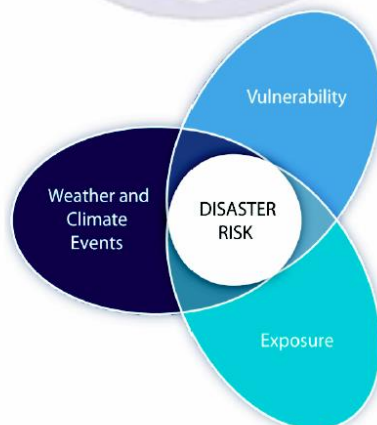 Vulnerability
Weather and
Climate
Events
DISASTER
RISK
Exposure